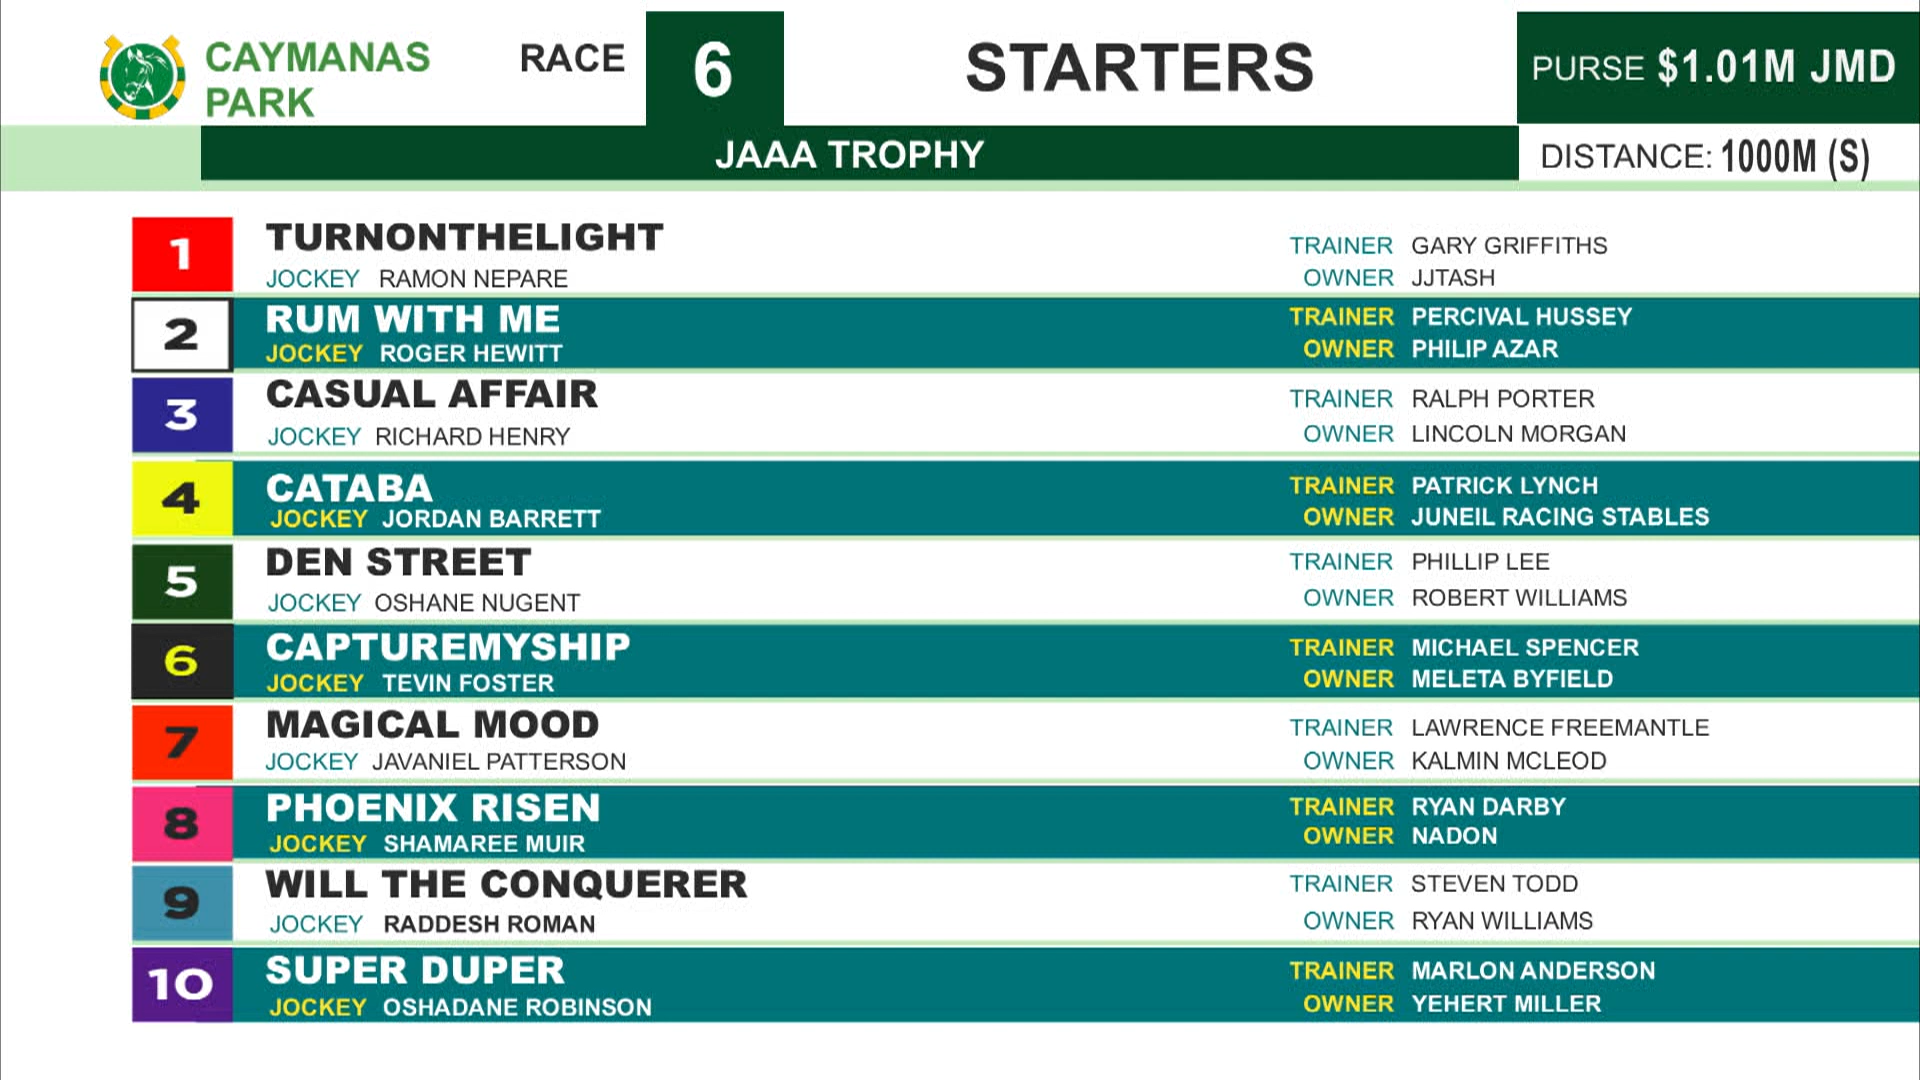 CAYMANAS
PARK
RACE 6
STARTERS
PURSE $1.01M JMD
JAAA TROPHY
DISTANCE: 1000M (S)
1 TURNONTHELIGHT
JOCKEY RAMON NEPARE
TRAINER GARY GRIFFITHS
OWNER JJTASH
2 RUM WITH ME
JOCKEY ROGER HEWITT
TRAINER PERCIVAL HUSSEY
OWNER PHILIP AZAR
3 CASUAL AFFAIR
JOCKEY RICHARD HENRY
TRAINER RALPH PORTER
OWNER LINCOLN MORGAN
4 CATABA
JOCKEY JORDAN BARRETT
TRAINER PATRICK LYNCH
OWNER JUNEIL RACING STABLES
5 DEN STREET
JOCKEY OSHANE NUGENT
TRAINER PHILLIP LEE
OWNER ROBERT WILLIAMS
6 CAPTUREMYSHIP
JOCKEY TEVIN FOSTER
TRAINER MICHAEL SPENCER
OWNER MELETA BYFIELD
7 MAGICAL MOOD
JOCKEY JAVANIEL PATTERSON
TRAINER LAWRENCE FREEMANTLE
OWNER KALMIN MCLEOD
8 PHOENIX RISEN
JOCKEY SHAMAREE MUIR
TRAINER RYAN DARBY
OWNER NADON
9 WILL THE CONQUERER
JOCKEY RADDESH ROMAN
TRAINER STEVEN TODD
OWNER RYAN WILLIAMS
10 SUPER DUPER
JOCKEY OSHADANE ROBINSON
TRAINER MARLON ANDERSON
OWNER YEHERT MILLER